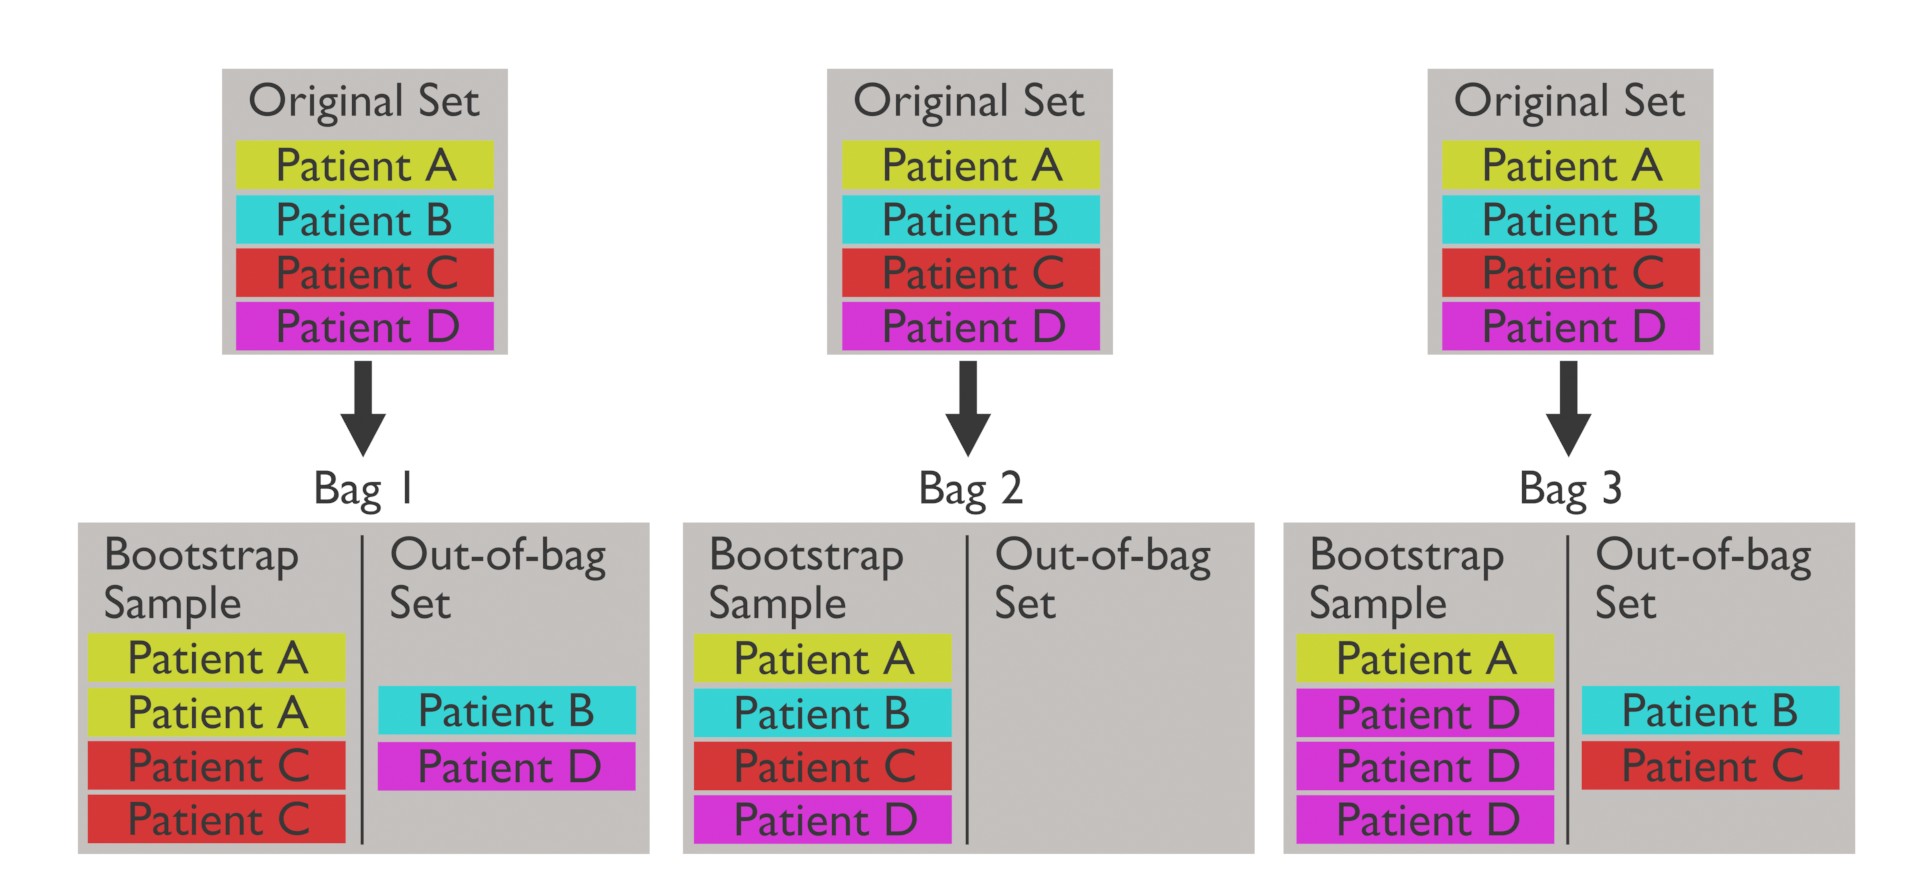 Original Set
Patient A
Patient B
Patient C
Patient D
Original Set
Patient A
Patient B
Patient C
Patient D
Original Set
Patient A
Patient B
Patient C
Patient D
Bag 1
Bootstrap
Sample
Patient A
Patient A
Patient C
Patient C
Out-of-bag
Set
Patient B
Patient D
Bag 2
Bootstrap
Sample
Patient A
Patient B
Patient C
Patient D
Out-of-bag
Set
Bag 3
Bootstrap
Sample
Patient A
Patient D
Patient D
Patient D
Out-of-bag
Set
Patient B
Patient C